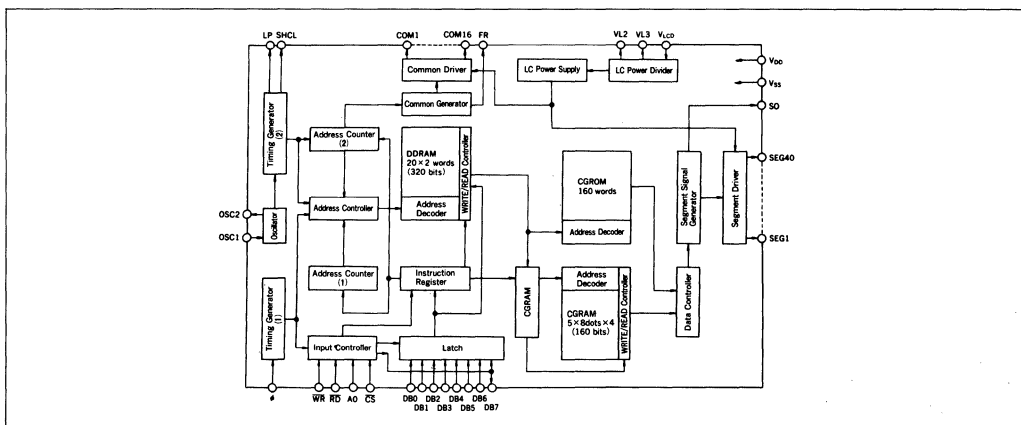 LP SHCL
COM1
COM16 FR
VL2
VL3
VLCD
VDD
VSS
SO
SEG40
SEG1
OSC2
OSC1
Common Driver
Common Generator
LC Power Supply
LC Power Divider
Timing Generator
(2)
Address Counter
(2)
DDRAM
20×2 words
(320 bits)
Address
Decoder
WRITE/READ Controller
CGROM
160 words
Address Decoder
Segment Signal
Generator
Segment Driver
Oscillator
Address Controller
Address Counter
(1)
Instruction
Register
CGRAM
Address
Decoder
CGRAM
5×8dots×4
(160 bits)
WRITE/READ Controller
Data Controller
Timing Generator
(1)
Input Controller
Latch
ϕ
W̅R̅
R̅D̅
A0
C̅S̅
DB0
DB1
DB2
DB3
DB4
DB5
DB6
DB7